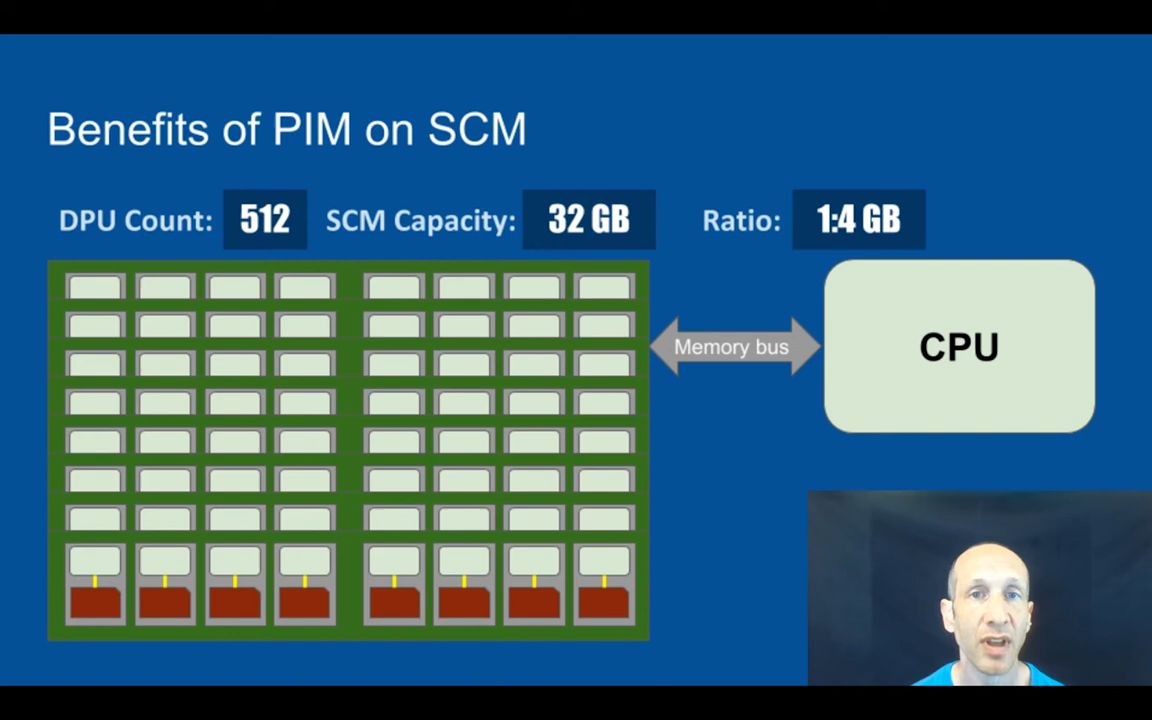 Benefits of PIM on SCM
DPU Count: 512 SCM Capacity: 32 GB Ratio: 1:4 GB
Memory bus
CPU